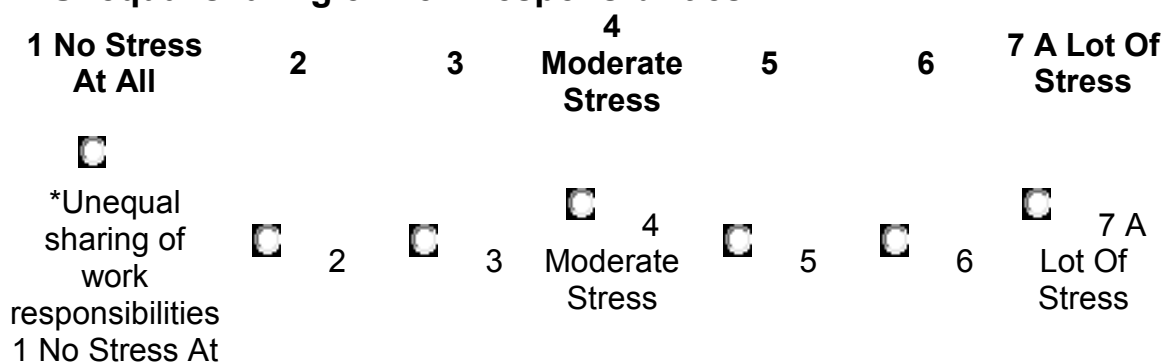 1 No Stress At All
2
3
4 Moderate Stress
5
6
7 A Lot Of Stress
*Unequal sharing of work responsibilities 1 No Stress At
2
3
4 Moderate Stress
5
6
7 A Lot Of Stress